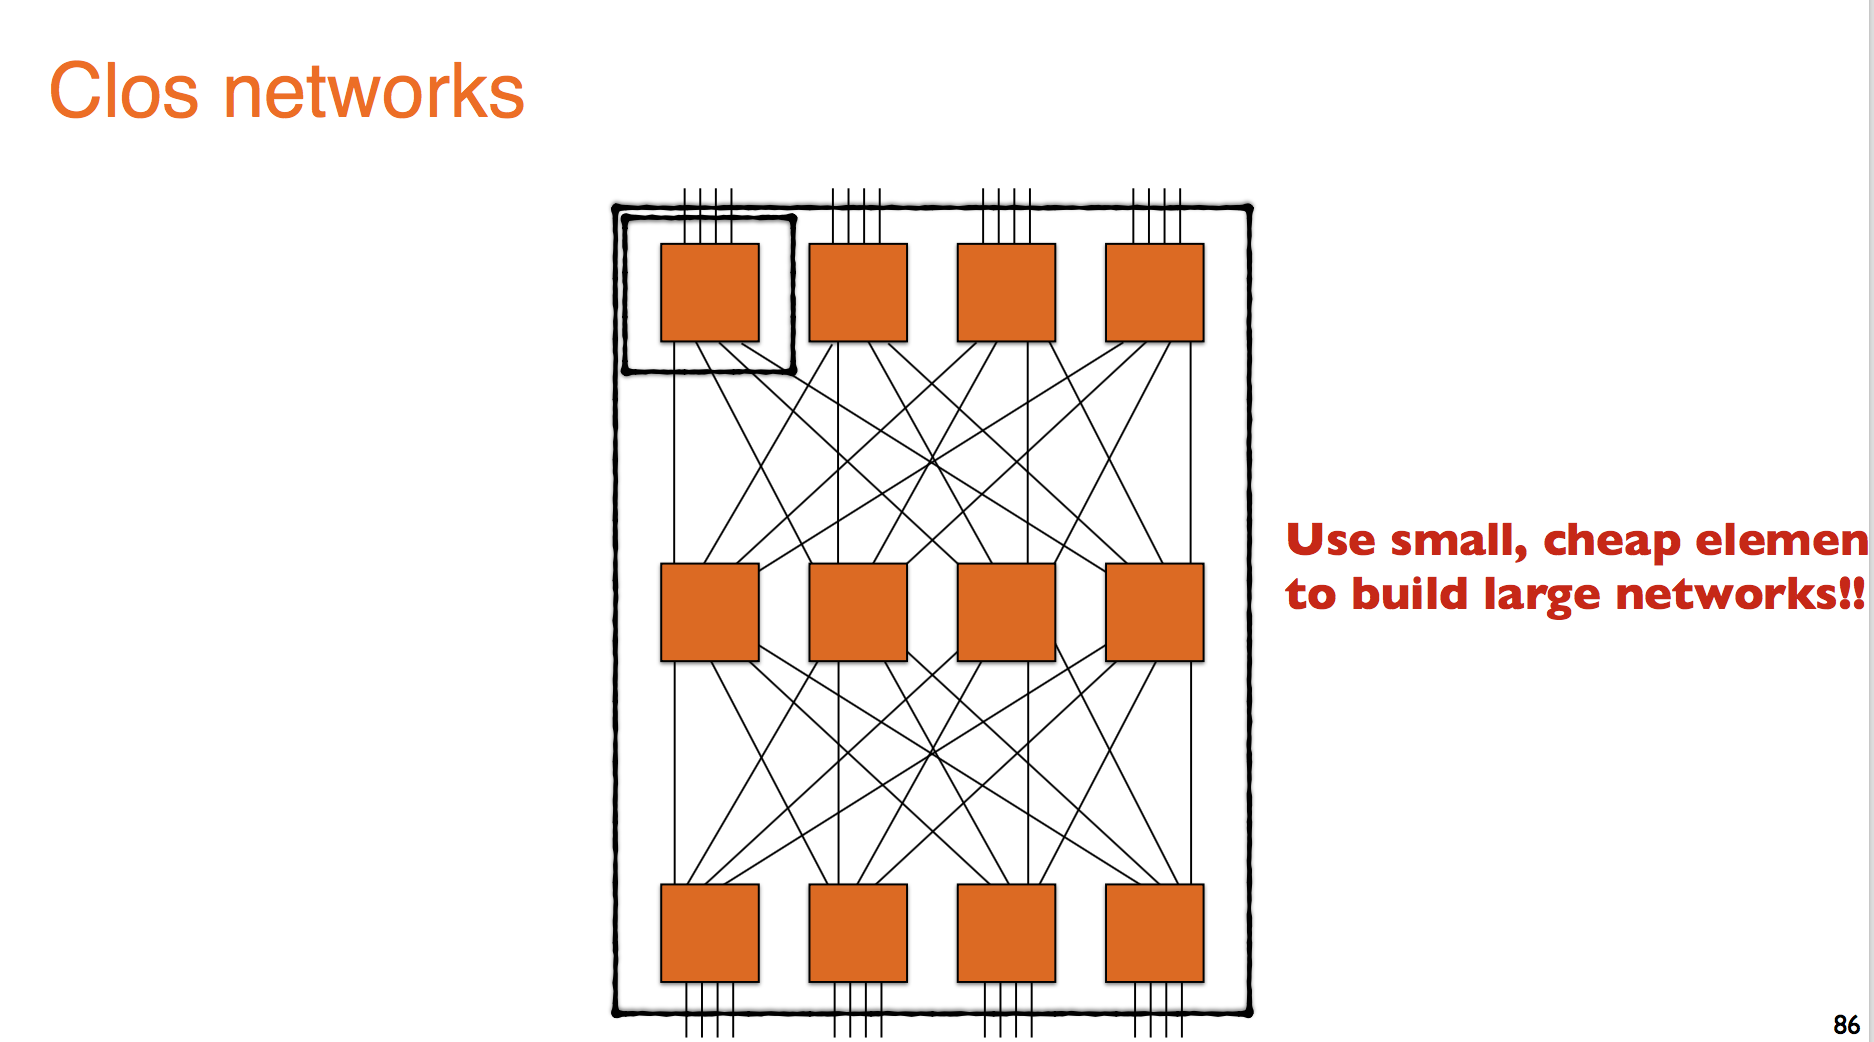 Clos networks
Use small, cheap elemen
to build large networks!!
86